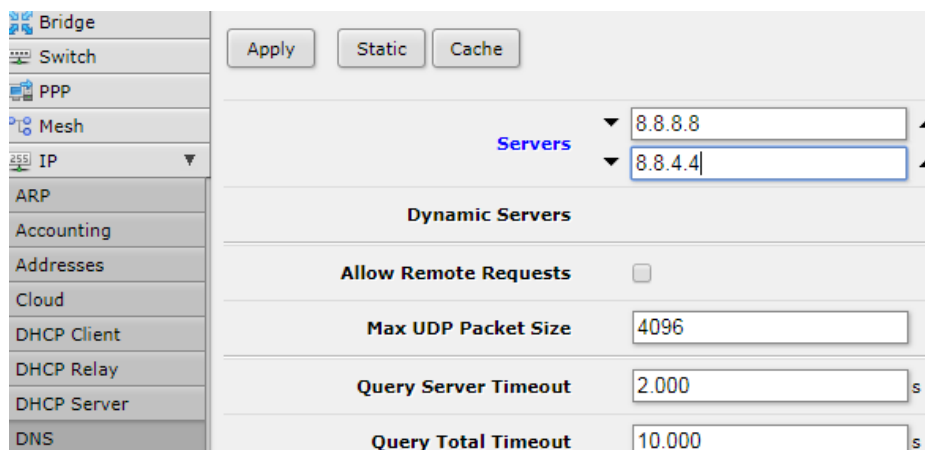 Bridge
Switch
PPP
Mesh
255 IP
ARP
Accounting
Addresses
Cloud
DHCP Client
DHCP Relay
DHCP Server
DNS
Apply Static Cache
Servers 8.8.8.8
8.8.4.4
Dynamic Servers
Allow Remote Requests
Max UDP Packet Size 4096
Query Server Timeout 2.000 s
Query Total Timeout 10.000 s